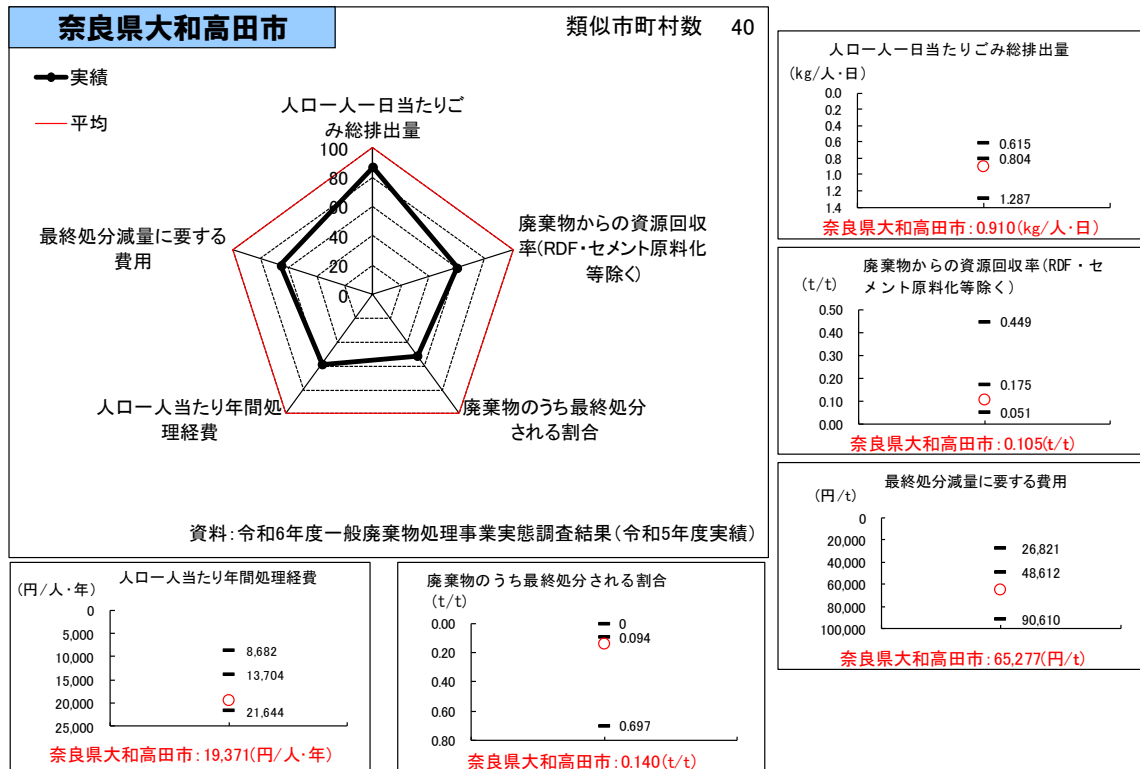 奈良県大和高田市
類似市町村数 40
実績
平均
人口一人一日当たりご
み総排出量
100
80
60
40
20
0
廃棄物からの資源回収
率(RDF・セメント原料化
等除く)
廃棄物のうち最終処分
される割合
人口一人当たり年間処
理経費
最終処分減量に要する
費用
資料:令和6年度一般廃棄物処理事業実態調査結果(令和5年度実績)
人口一人一日当たりごみ総排出量
(kg/人・日)
0.0
0.2
0.4
0.6
0.8
1.0
1.2
1.4
0.615
0.804
1.287
奈良県大和高田市:0.910(kg/人・日)
廃棄物からの資源回収率(RDF・セ
メント原料化等除く)
(t/t)
0.50
0.40
0.30
0.20
0.10
0.00
0.449
0.175
0.051
奈良県大和高田市:0.105(t/t)
最終処分減量に要する費用
(円/t)
0
20,000
40,000
60,000
80,000
100,000
26,821
48,612
90,610
奈良県大和高田市:65,277(円/t)
人口一人当たり年間処理経費
(円/人・年)
0
5,000
10,000
15,000
20,000
25,000
8,682
13,704
21,644
奈良県大和高田市:19,371(円/人・年)
廃棄物のうち最終処分される割合
(t/t)
0.00
0.20
0.40
0.60
0.80
0
0.094
0.697
奈良県大和高田市:0.140(t/t)